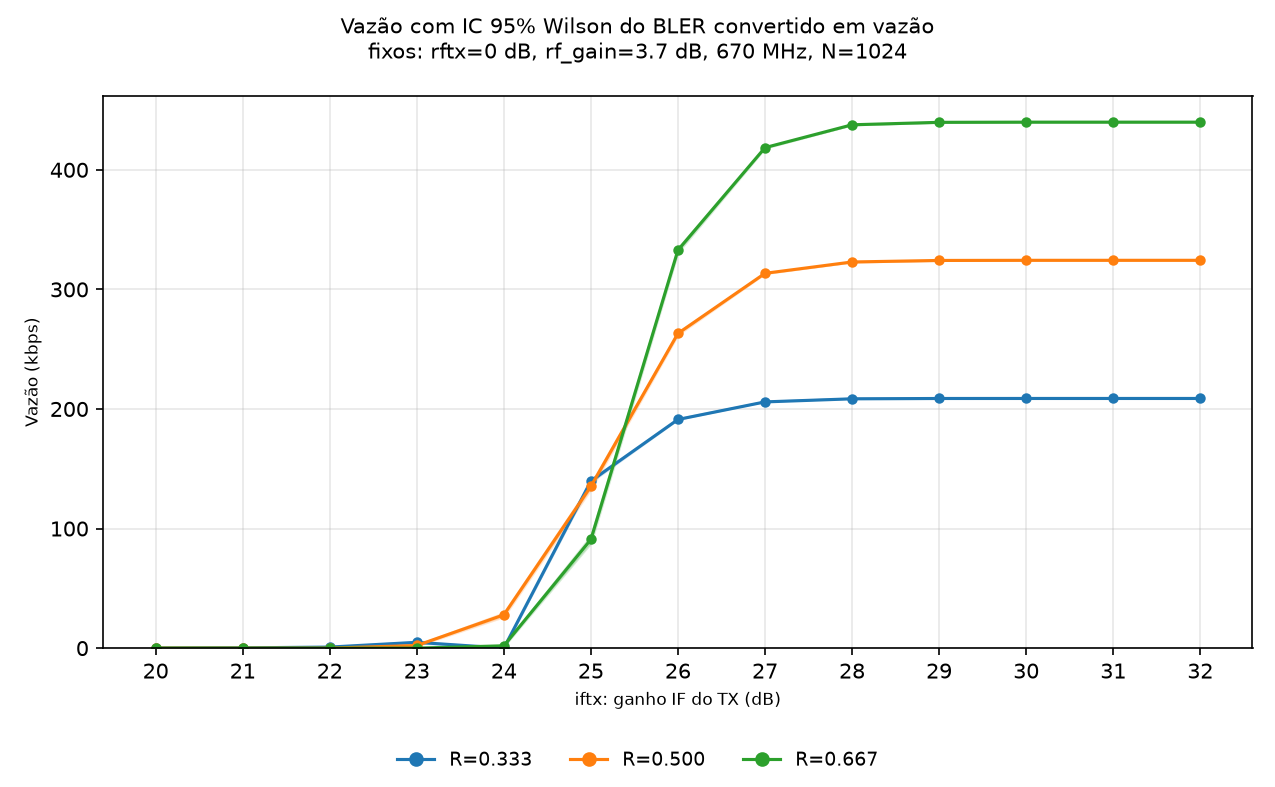 Vazão com IC 95% Wilson do BLER convertido em vazão
fixos: rftx=0 dB, rf_gain=3.7 dB, 670 MHz, N=1024
Vazão (kbps)
400
300
200
100
0
20 21 22 23 24 25 26 27 28 29 30 31 32
iftx: ganho IF do TX (dB)
R=0.333 R=0.500 R=0.667